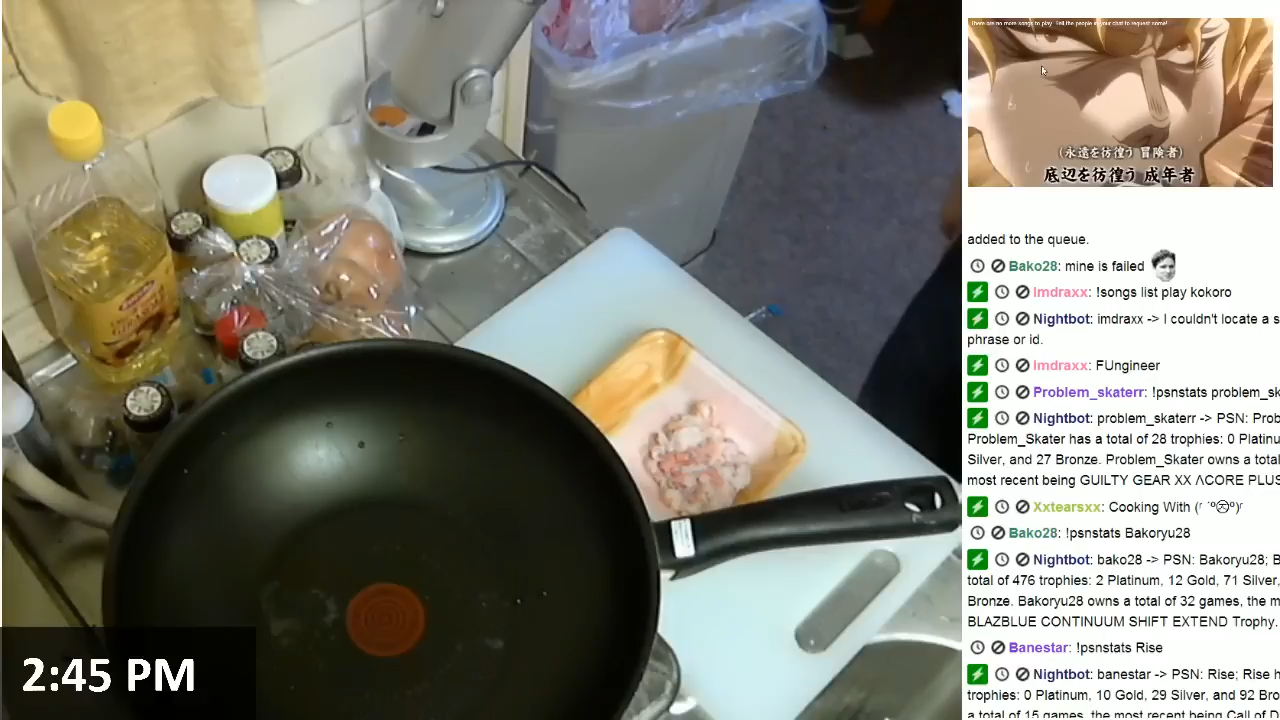 There are no more songs to play. Tell the people in your chat to request some!
(永遠を彷徨う 冒険者)
底辺を彷徨う 成年者
added to the queue.
Bako28: mine is failed
Imdraxx: !songs list play kokoro
Nightbot: imdraxx -> I couldn't locate a s
phrase or id.
Imdraxx: FUngineer
Problem_skaterr: !psnstats problem_sk
Nightbot: problem_skaterr -> PSN: Prob
Problem_Skater has a total of 28 trophies: 0 Platinu
Silver, and 27 Bronze. Problem_Skater owns a total
most recent being GUILTY GEAR XX ΛCORE PLUS
Xxtearsxx: Cooking With
Bako28: !psnstats Bakoryu28
Nightbot: bako28 -> PSN: Bakoryu28; B
total of 476 trophies: 2 Platinum, 12 Gold, 71 Silver,
Bronze. Bakoryu28 owns a total of 32 games, the m
BLAZBLUE CONTINUUM SHIFT EXTEND Trophy.
Banestar: !psnstats Rise
Nightbot: banestar -> PSN: Rise; Rise h
trophies: 0 Platinum, 10 Gold, 29 Silver, and 92 Bro
a total of 15 games, the most recent being Call of D
2:45 PM